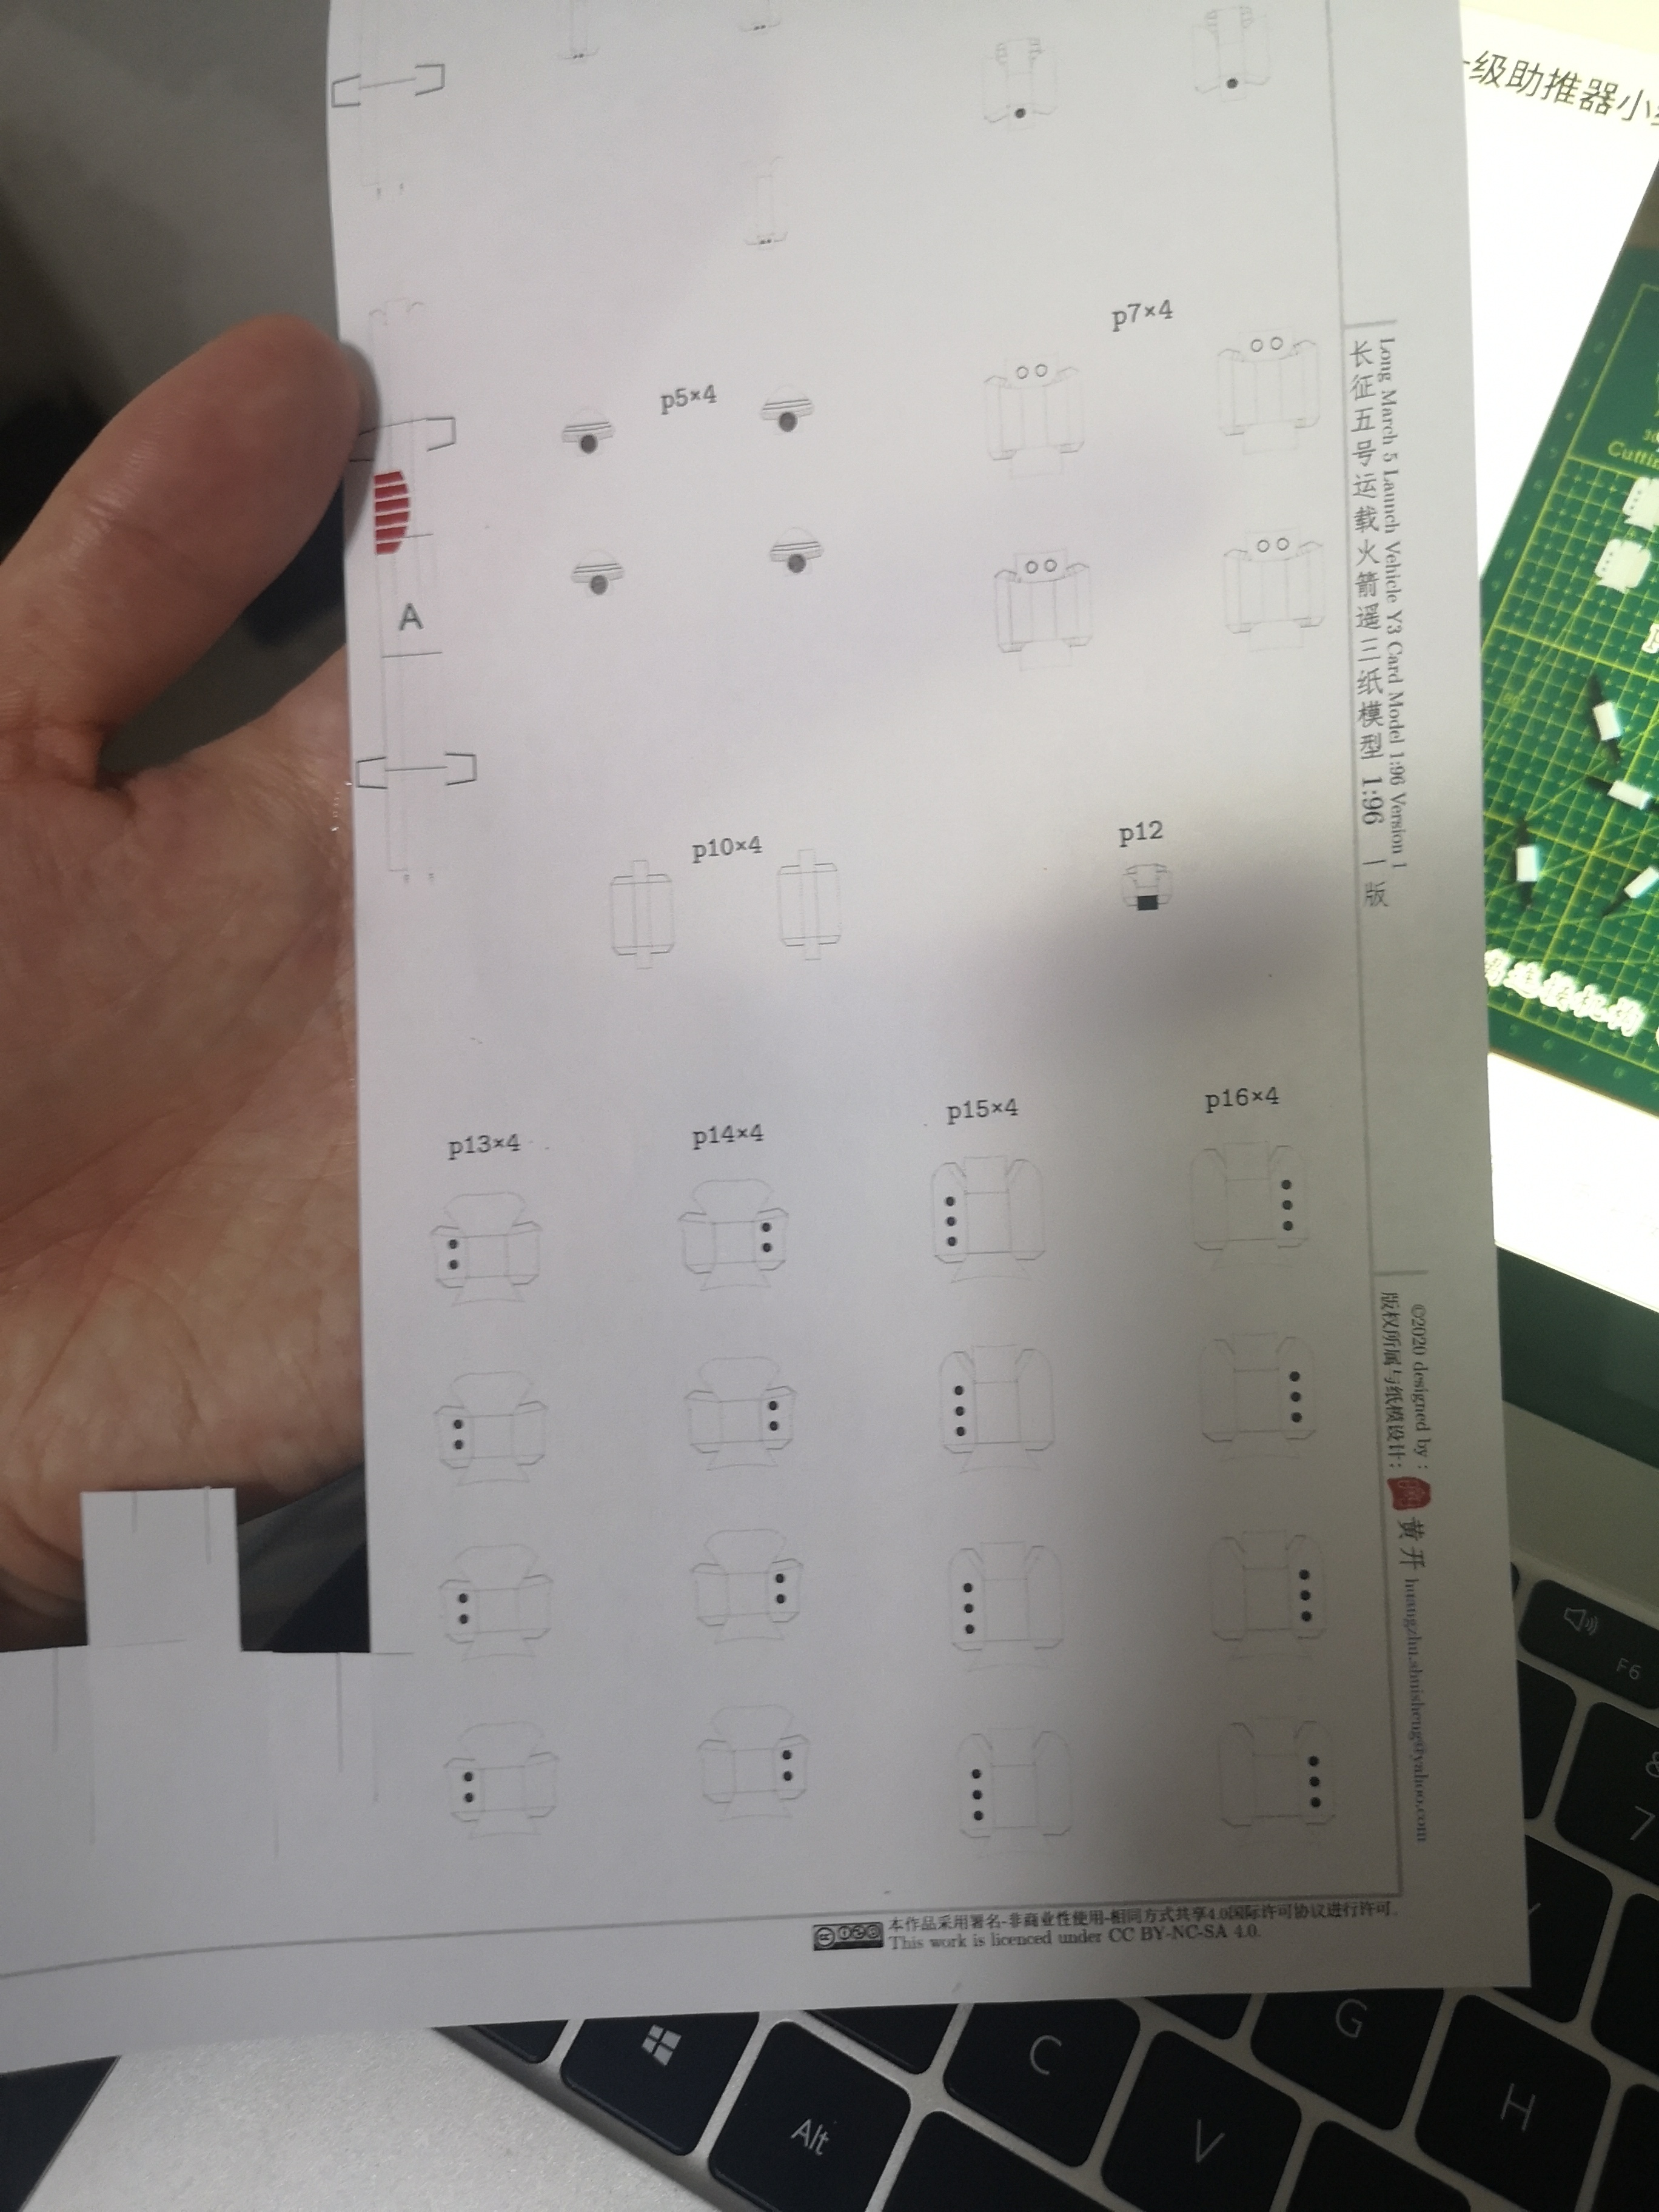 级助推器小
p7×4
p5×4
A
p10×4
p12
p13×4
p14×4
p15×4
p16×4
Long March 5 Launch Vehicle Y3 Card Model 1:96 Version 1
长征五号运载火箭遥三纸模型 1:96 一版
©2020 designed by :
版权所属与纸模设计:
黄开 huangzhu.shuisheng@yahoo.com
本作品采用署名-非商业性使用-相同方式共享4.0国际许可协议进行许可.
This work is licenced under CC BY-NC-SA 4.0.
F6
7
G
C
H
V
Alt